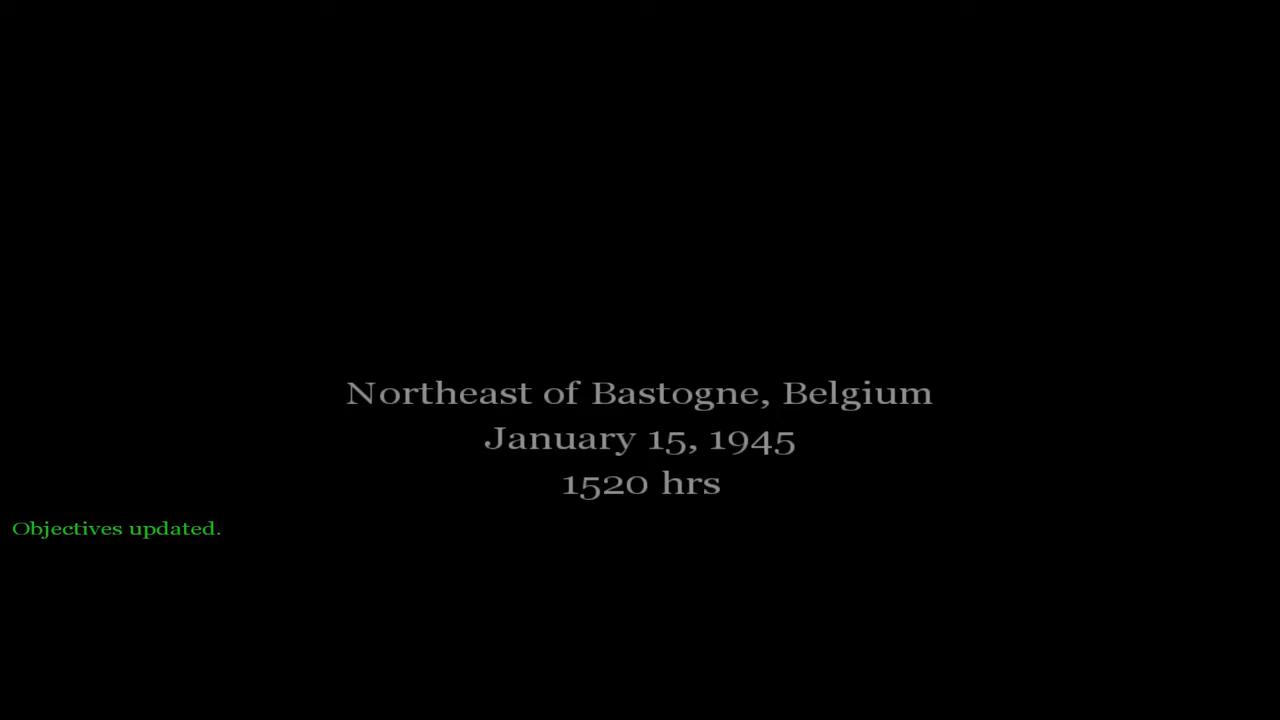 Northeast of Bastogne, Belgium
January 15, 1945
1520 hrs
Objectives updated.